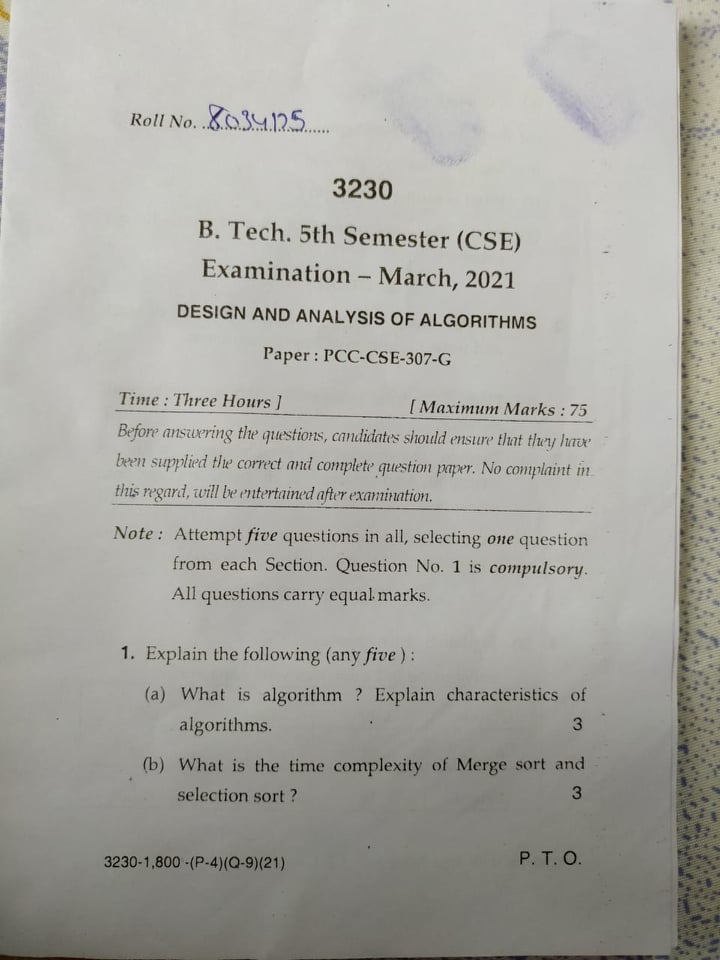 Roll No. 8034125
3230
B. Tech. 5th Semester (CSE)
Examination – March, 2021
DESIGN AND ANALYSIS OF ALGORITHMS
Paper : PCC-CSE-307-G
Time : Three Hours ] [ Maximum Marks : 75
Before answering the questions, candidates should ensure that they have
been supplied the correct and complete question paper. No complaint in
this regard, will be entertained after examination.
Note : Attempt five questions in all, selecting one question
from each Section. Question No. 1 is compulsory.
All questions carry equal marks.
1. Explain the following (any five) :
(a) What is algorithm ? Explain characteristics of
algorithms. 3
(b) What is the time complexity of Merge sort and
selection sort ? 3
3230-1,800 -(P-4)(Q-9)(21) P. T. O.